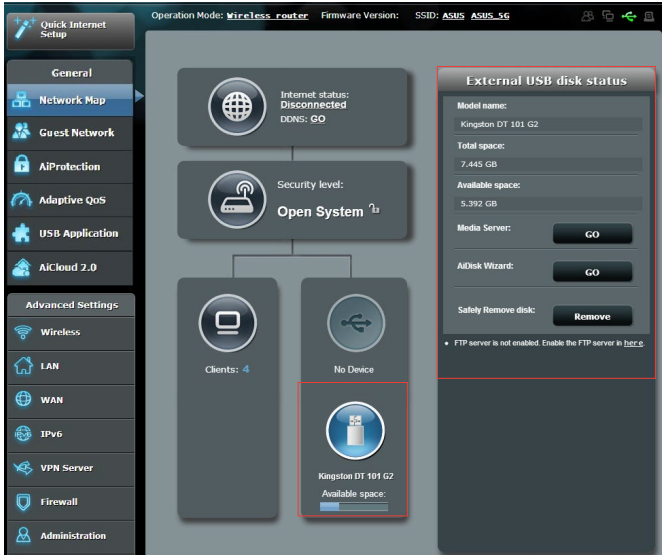 Operation Mode: Wireless router Firmware Version: SSID: ASUS ASUS_5G
Quick Internet
Setup
General
Network Map
Guest Network
AiProtection
Adaptive QoS
USB Application
AiCloud 2.0
Advanced Settings
Wireless
LAN
WAN
IPv6
VPN Server
Firewall
Administration
Internet status:
Disconnected
DDNS: GO
Security level:
Open System
Clients: 4
No Device
Kingston DT 101 G2
Available space:
External USB disk status
Model name:
Kingston DT 101 G2
Total space:
7.445 GB
Available space:
5.392 GB
Media Server: GO
AiDisk Wizard: GO
Safely Remove disk: Remove
• FTP server is not enabled. Enable the FTP server in here.